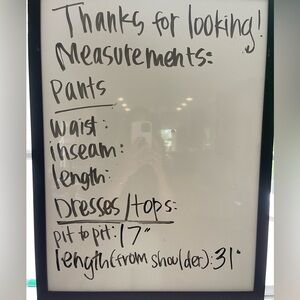 Thanks for looking!
Measurements:
Pants
waist:
inseam:
length:
Dresses/tops:
pit to pit: 17"
length(from shoulder): 31"